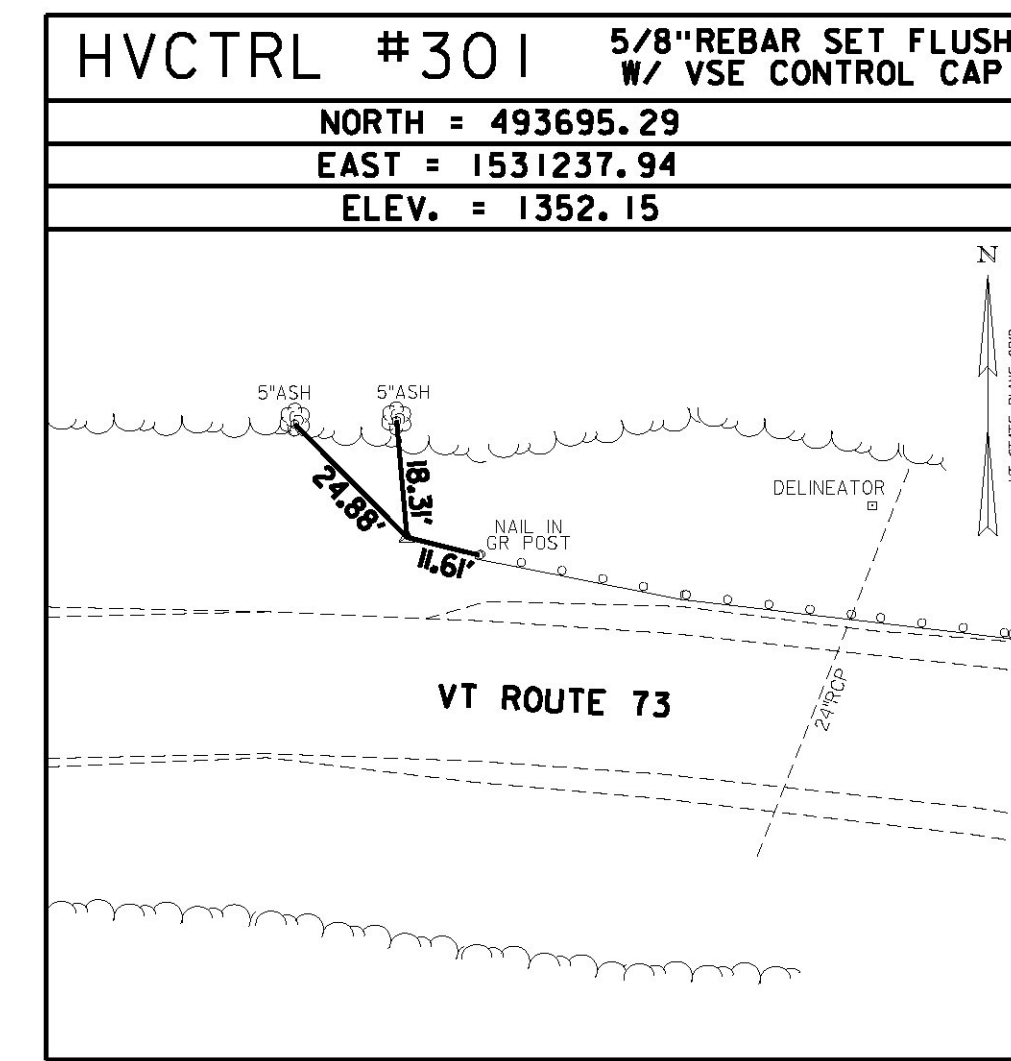 HVCTRL #301
5/8"REBAR SET FLUSH
W/ VSE CONTROL CAP
NORTH = 493695.29
EAST = 1531237.94
ELEV. = 1352.15
N
5"ASH
5"ASH
24.88'
18.31'
11.61'
NAIL IN
GR POST
DELINEATOR
VT ROUTE 73
24"RCP